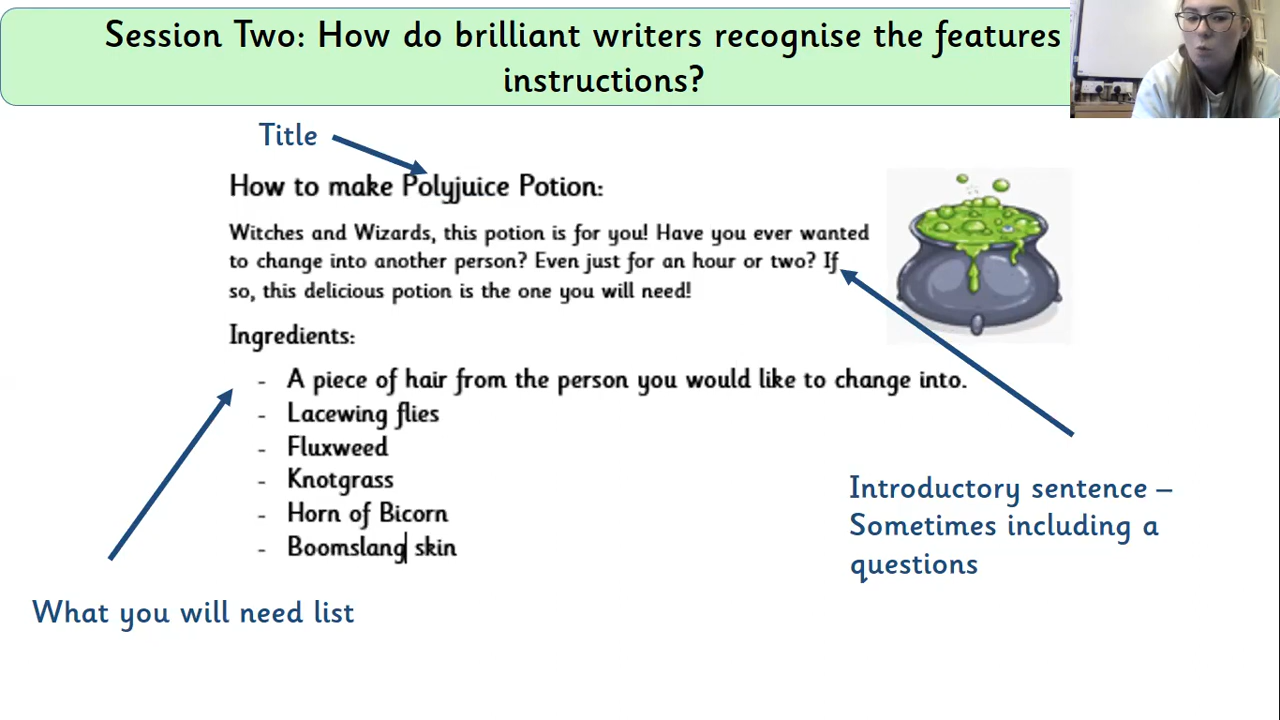 Session Two: How do brilliant writers recognise the features
instructions?
Title
How to make Polyjuice Potion:
Witches and Wizards, this potion is for you! Have you ever wanted
to change into another person? Even just for an hour or two? If
so, this delicious potion is the one you will need!
Ingredients:
- A piece of hair from the person you would like to change into.
- Lacewing flies
- Fluxweed
- Knotgrass
- Horn of Bicorn
- Boomslang skin
Introductory sentence –
Sometimes including a
questions
What you will need list